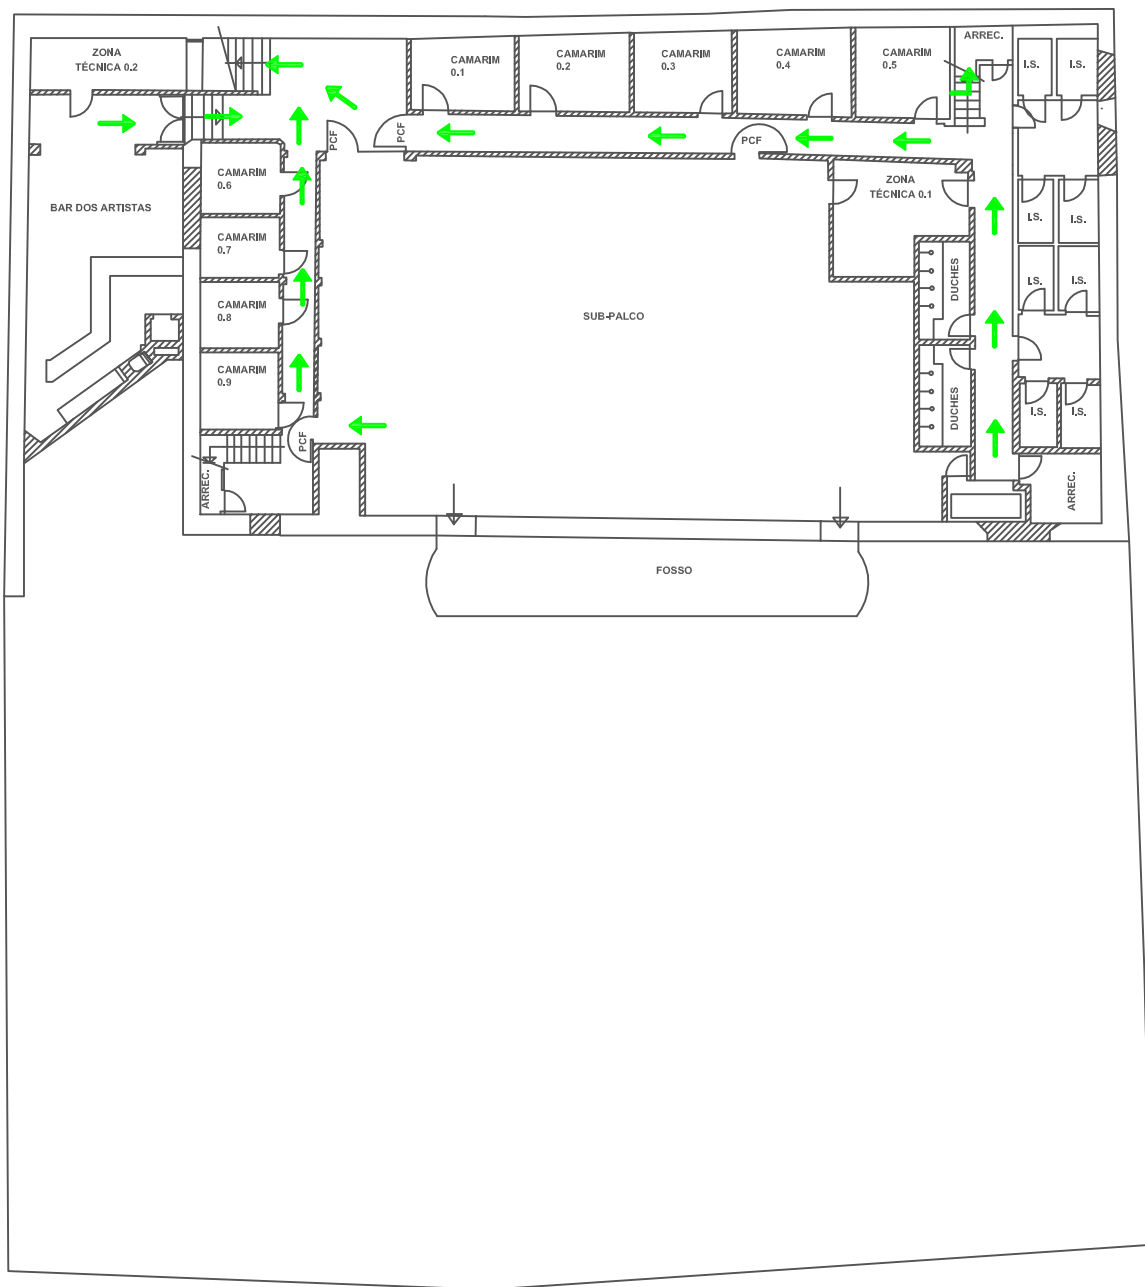 ZONA
TÉCNICA 0.2
CAMARIM
0.1
CAMARIM
0.2
CAMARIM
0.3
CAMARIM
0.4
CAMARIM
0.5
ARREC.
I.S.
I.S.
PCF
PCF
PCF
CAMARIM
0.6
ZONA
TÉCNICA 0.1
BAR DOS ARTISTAS
I.S.
I.S.
CAMARIM
0.7
DUCHES
I.S.
I.S.
CAMARIM
0.8
SUB-PALCO
CAMARIM
0.9
DUCHES
I.S.
I.S.
PCF
ARREC.
ARREC.
FOSSO